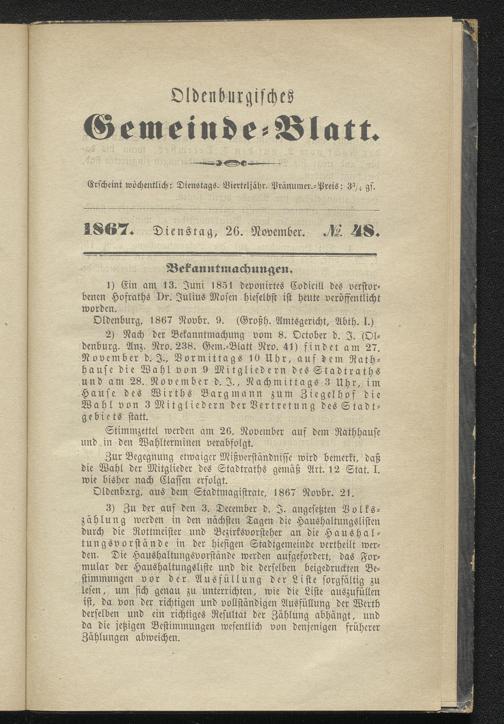 Oldenburgisches
Gemeinde-Blatt.
Erscheint wöchentlich: Dienstags. Vierteljähr. Pränumer.-Preis: 3¾ gſ.
1867. Dienstag, 26. November. № 48.
Bekanntmachungen.
1) Ein am 13. Juni 1851 deponirtes Codicill des verstor-
benen Hofraths Dr. Julius Mosen hieselbst ist heute veröffentlicht
worden.
Oldenburg, 1867 Novbr. 9. (Großh. Amtsgericht, Abth. I.)
2) Nach der Bekanntmachung vom 8. October d. J. (Ol-
denburg. Anz. Nro. 238. Gem.-Blatt Nro. 41) findet am 27.
November d. J., Vormittags 10 Uhr, auf dem Rath-
hause die Wahl von 9 Mitgliedern des Stadtraths
und am 28. November d. J., Nachmittags 3 Uhr, im
Hause des Wirths Bargmann zum Ziegelhof die
Wahl von 3 Mitgliedern der Vertretung des Stadt-
gebiets statt.
Stimmzettel werden am 26. November auf dem Rathhause
und in den Wahlterminen verabfolgt.
Zur Begegnung etwaiger Mißverständnisse wird bemerkt, daß
die Wahl der Mitglieder des Stadtraths gemäß Art. 12 Stat. I.
wie bisher nach Classen erfolgt.
Oldenburg, aus dem Stadtmagistrate, 1867 Novbr. 21.
3) Zu der auf den 3. December d. J. angesetzten Volks-
zählung werden in den nächsten Tagen die Haushaltungslisten
durch die Rottmeister und Bezirksvorsteher an die Haushal-
tungsvorstände in der hiesigen Stadtgemeinde vertheilt wer-
den. Die Haushaltungsvorstände werden aufgefordert, das For-
mular der Haushaltungsliste und die derselben beigedruckten Be-
stimmungen vor der Ausfüllung der Liste sorgfältig zu
lesen, um sich genau zu unterrichten, wie die Liste auszufüllen
ist, da von der richtigen und vollständigen Ausfüllung der Werth
derselben und ein richtiges Resultat der Zählung abhängt, und
da die jetzigen Bestimmungen wesentlich von denjenigen früherer
Zählungen abweichen.